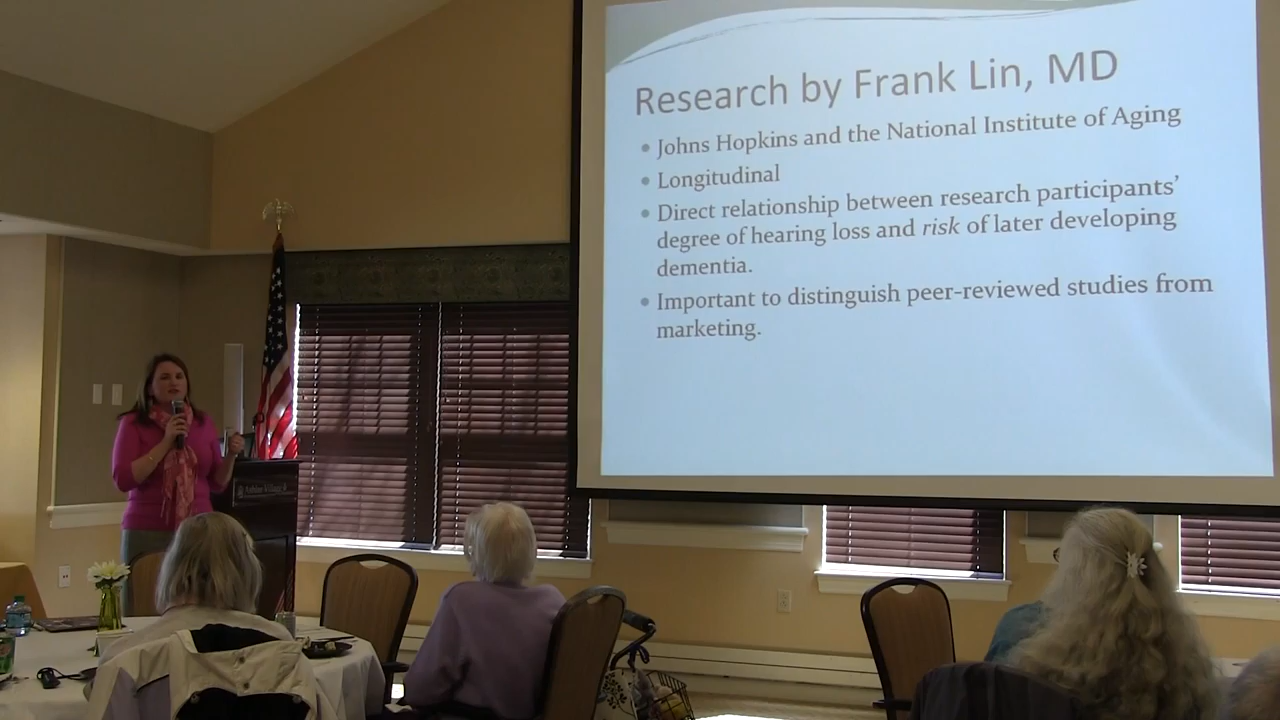 Research by Frank Lin, MD
• Johns Hopkins and the National Institute of Aging
• Longitudinal
• Direct relationship between research participants'
degree of hearing loss and risk of later developing
dementia.
• Important to distinguish peer-reviewed studies from
marketing.